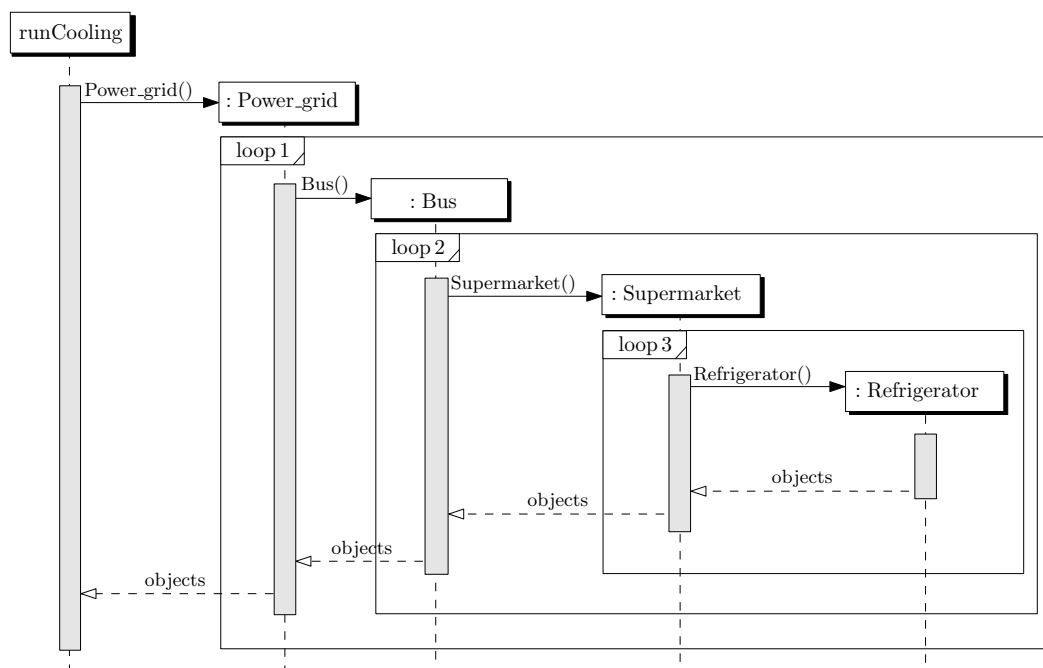 runCooling
Power_grid()
: Power_grid
loop 1
Bus()
: Bus
loop 2
Supermarket()
: Supermarket
loop 3
Refrigerator()
: Refrigerator
objects
objects
objects
objects